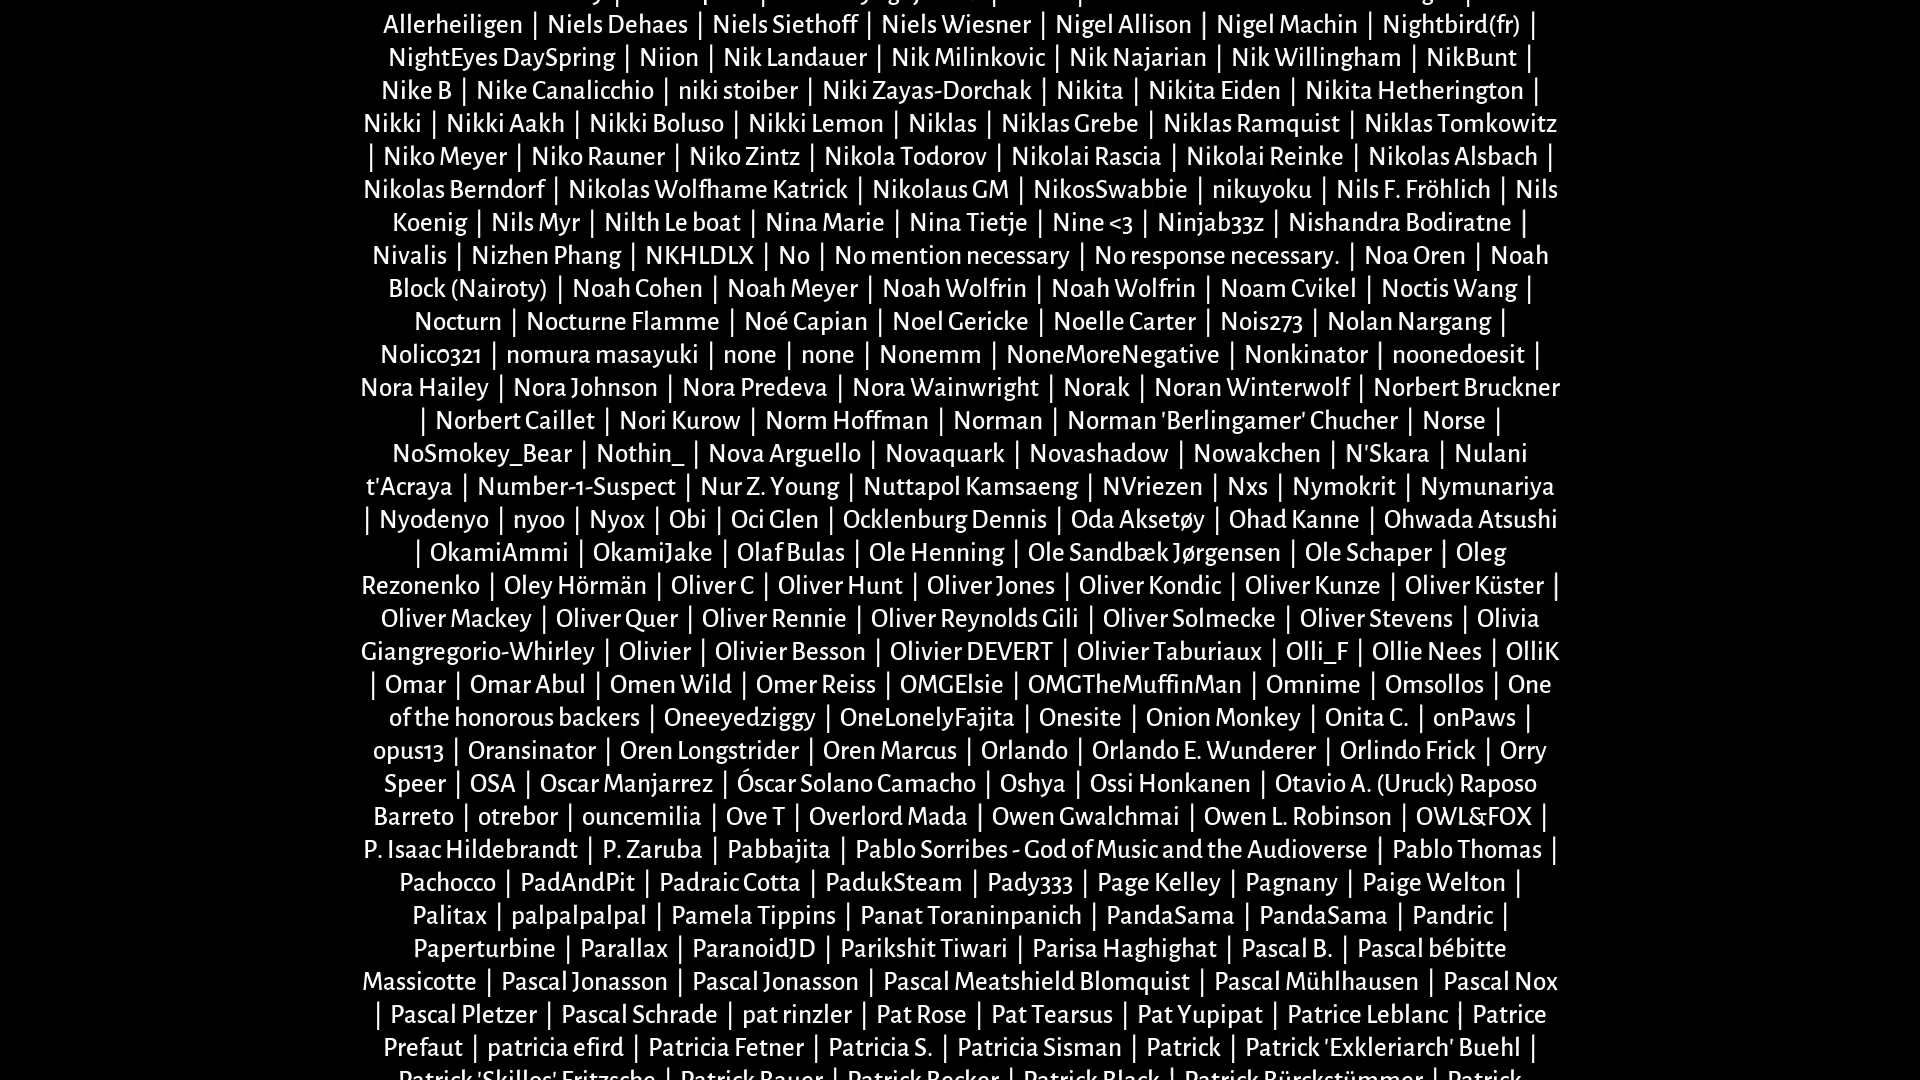 Allerheiligen | Niels Dehaes | Niels Siethoff | Niels Wiesner | Nigel Allison | Nigel Machin | Nightbird(fr) |
NightEyes DaySpring | Niion | Nik Landauer | Nik Milinkovic | Nik Najarian | Nik Willingham | NikBunt |
Nike B | Nike Canalicchio | niki stoiber | Niki Zayas-Dorchak | Nikita | Nikita Eiden | Nikita Hetherington |
Nikki | Nikki Aakh | Nikki Boluso | Nikki Lemon | Niklas | Niklas Grebe | Niklas Ramquist | Niklas Tomkowitz
| Niko Meyer | Niko Rauner | Niko Zintz | Nikola Todorov | Nikolai Rascia | Nikolai Reinke | Nikolas Alsbach |
Nikolas Berndorf | Nikolas Wolfhame Katrick | Nikolaus GM | NikosSwabbie | nikuyoku | Nils F. Fröhlich | Nils
Koenig | Nils Myr | Nilth Le boat | Nina Marie | Nina Tietje | Nine <3 | Ninjab33z | Nishandra Bodiratne |
Nivalis | Nizhen Phang | NKHLDLX | No | No mention necessary | No response necessary. | Noa Oren | Noah
Block (Nairoty) | Noah Cohen | Noah Meyer | Noah Wolfrin | Noah Wolfrin | Noam Cvikel | Noctis Wang |
Nocturn | Nocturne Flamme | Noé Capian | Noel Gericke | Noelle Carter | Nois273 | Nolan Nargang |
Nolic0321 | nomura masayuki | none | none | Nonemm | NoneMoreNegative | Nonkinator | noonedoesit |
Nora Hailey | Nora Johnson | Nora Predeva | Nora Wainwright | Norak | Noran Winterwolf | Norbert Bruckner
| Norbert Caillet | Nori Kurow | Norm Hoffman | Norman | Norman 'Berlingamer' Chucher | Norse |
NoSmokey_Bear | Nothin_ | Nova Arguello | Novaquark | Novashadow | Nowakchen | N'Skara | Nulani
t'Acraya | Number-1-Suspect | Nur Z. Young | Nuttapol Kamsaeng | NVriezen | Nxs | Nymokrit | Nymunariya
| Nyodenyo | nyoo | Nyox | Obi | Oci Glen | Ocklenburg Dennis | Oda Aksetøy | Ohad Kanne | Ohwada Atsushi
| OkamiAmmi | OkamiJake | Olaf Bulas | Ole Henning | Ole Sandbæk Jørgensen | Ole Schaper | Oleg
Rezonenko | Oley Hörmän | Oliver C | Oliver Hunt | Oliver Jones | Oliver Kondic | Oliver Kunze | Oliver Küster |
Oliver Mackey | Oliver Quer | Oliver Rennie | Oliver Reynolds Gili | Oliver Solmecke | Oliver Stevens | Olivia
Giangregorio-Whirley | Olivier | Olivier Besson | Olivier DEVERT | Olivier Taburiaux | Olli_F | Ollie Nees | OlliK
| Omar | Omar Abul | Omen Wild | Omer Reiss | OMGElsie | OMGTheMuffinMan | Omnime | Omsollos | One
of the honorous backers | Oneeyedziggy | OneLonelyFajita | Onesite | Onion Monkey | Onita C. | onPaws |
opus13 | Oransinator | Oren Longstrider | Oren Marcus | Orlando | Orlando E. Wunderer | Orlindo Frick | Orry
Speer | OSA | Oscar Manjarrez | Óscar Solano Camacho | Oshya | Ossi Honkanen | Otavio A. (Uruck) Raposo
Barreto | otrebor | ouncemilia | Ove T | Overlord Mada | Owen Gwalchmai | Owen L. Robinson | OWL&FOX |
P. Isaac Hildebrandt | P. Zaruba | Pabbajita | Pablo Sorribes - God of Music and the Audioverse | Pablo Thomas |
Pachocco | PadAndPit | Padraic Cotta | PadukSteam | Pady333 | Page Kelley | Pagnany | Paige Welton |
Palitax | palpalpalpal | Pamela Tippins | Panat Toraninpanich | PandaSama | PandaSama | Pandric |
Paperturbine | Parallax | ParanoidJD | Parikshit Tiwari | Parisa Haghighat | Pascal B. | Pascal bébitte
Massicotte | Pascal Jonasson | Pascal Jonasson | Pascal Meatshield Blomquist | Pascal Mühlhausen | Pascal Nox
| Pascal Pletzer | Pascal Schrade | pat rinzler | Pat Rose | Pat Tearsus | Pat Yupipat | Patrice Leblanc | Patrice
Prefaut | patricia efird | Patricia Fetner | Patricia S. | Patricia Sisman | Patrick | Patrick 'Exkleriarch' Buehl |
Patrick 'Skillos' Fritzsche | Patrick Bauer | Patrick Becker | Patrick Black | Patrick Bürckstümmer | Patrick